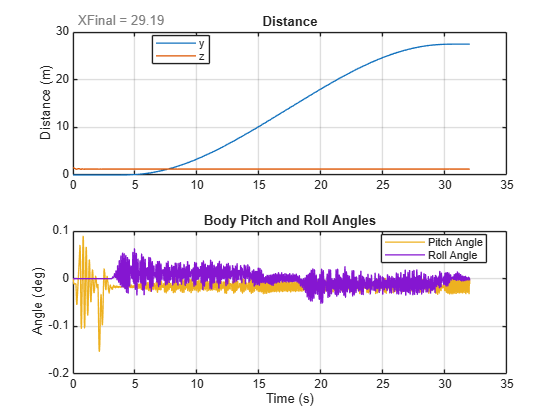 XFinal = 29.19
Distance
Distance (m)
30
20
10
0
y
z
0 5 10 15 20 25 30 35
Body Pitch and Roll Angles
Angle (deg)
0.1
0
-0.1
-0.2
Pitch Angle
Roll Angle
0 5 10 15 20 25 30 35
Time (s)